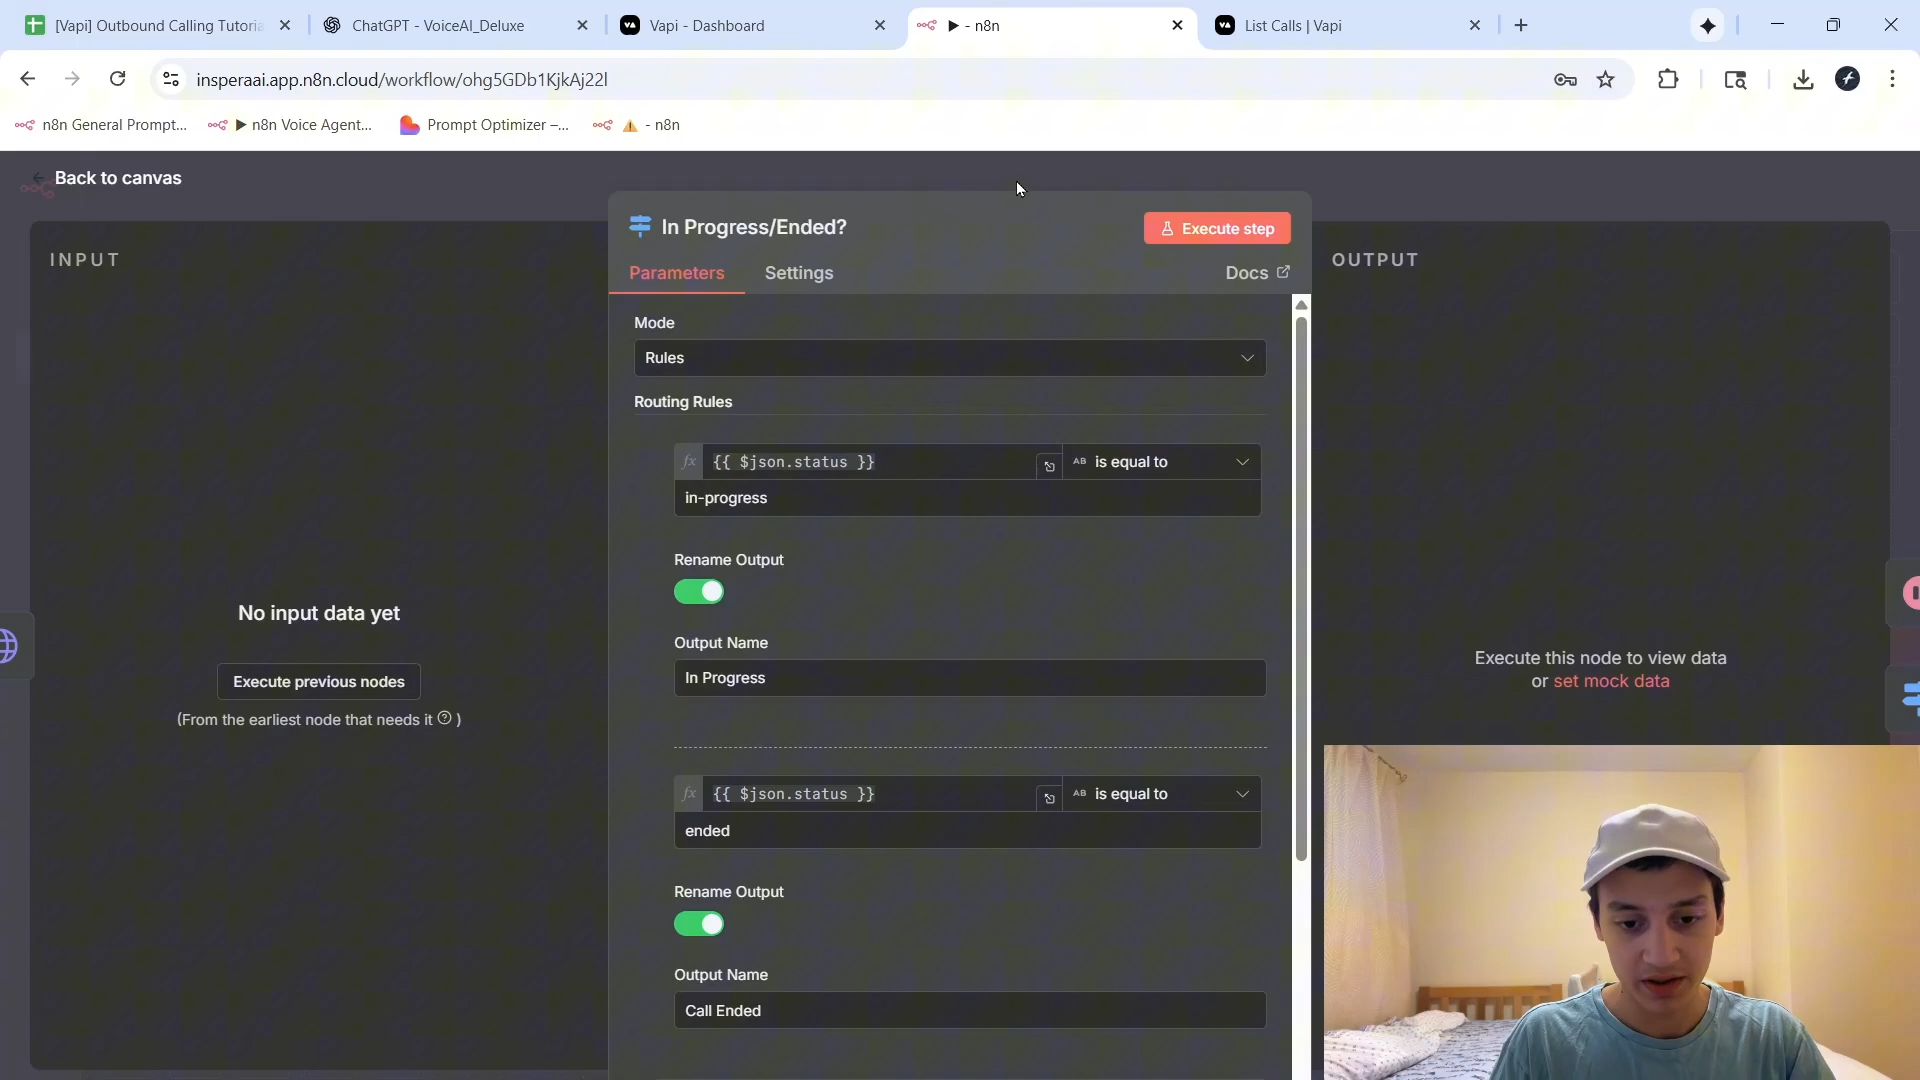 [Vapi] Outbound Calling Tutoria
ChatGPT - VoiceAI_Deluxe
Vapi - Dashboard
▶ - n8n
List Calls | Vapi
insperaai.app.n8n.cloud/workflow/ohg5GDb1KjkAj22l
n8n General Prompt...
▶ n8n Voice Agent...
Prompt Optimizer –...
- n8n
Back to canvas
INPUT
In Progress/Ended?
Execute step
OUTPUT
Parameters
Settings
Docs
Mode
Rules
Routing Rules
fx
{{ $json.status }}
AB
is equal to
in-progress
Rename Output
Output Name
In Progress
No input data yet
Execute previous nodes
(From the earliest node that needs it ? )
Execute this node to view data
or set mock data
fx
{{ $json.status }}
AB
is equal to
ended
Rename Output
Output Name
Call Ended